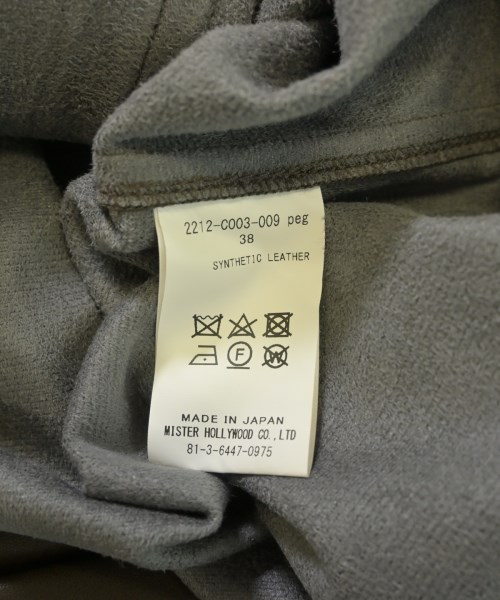 2212-C003-009 peg
38
SYNTHETIC LEATHER
F W
MADE IN JAPAN
MISTER HOLLYWOOD CO., LTD
81-3-6447-0975